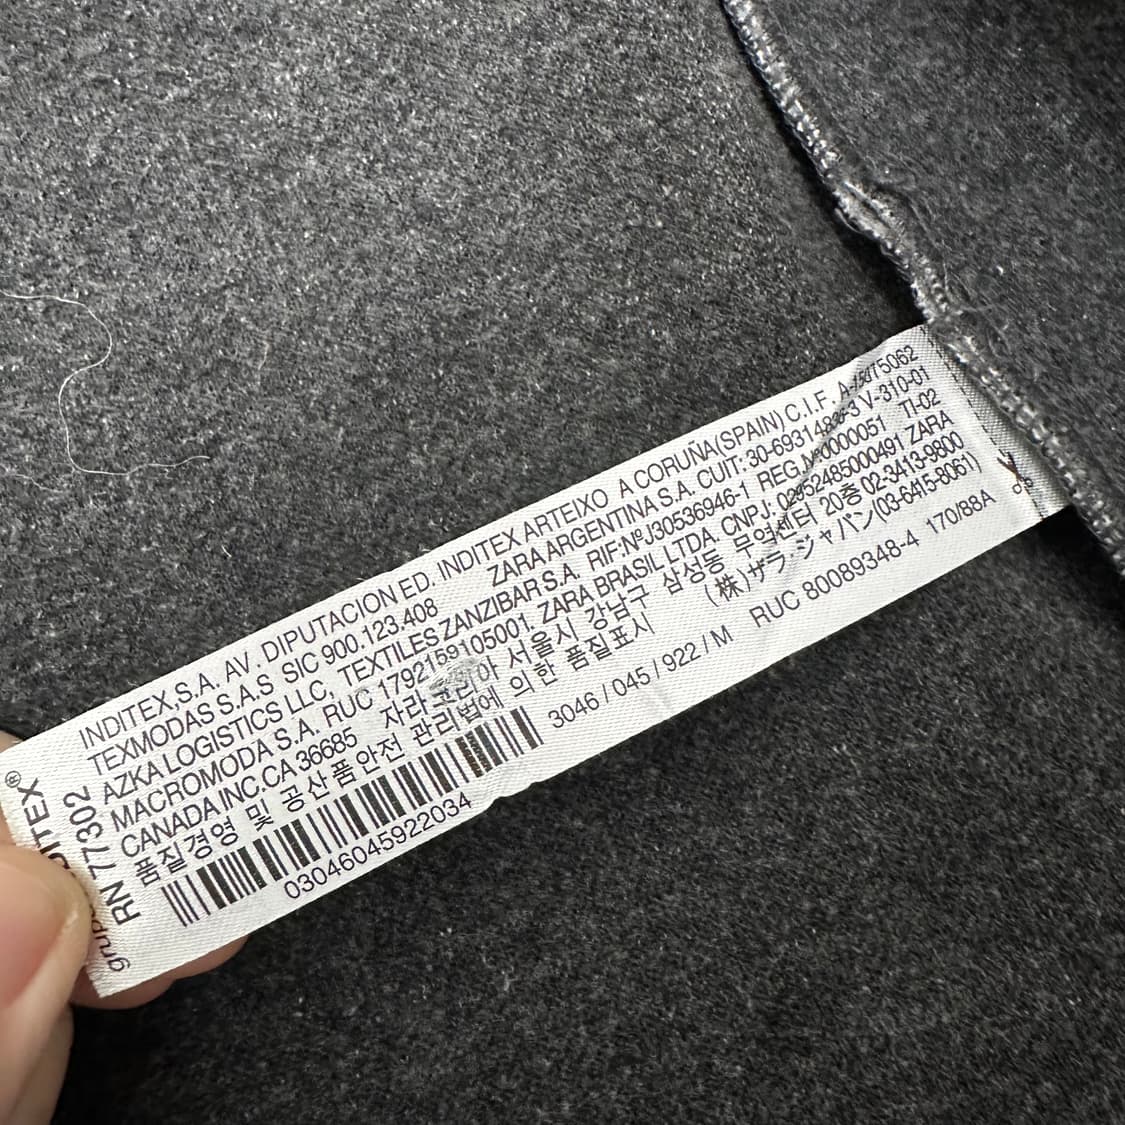 INDITEX,S.A. AV. DIPUTACION ED. INDITEX ARTEIXO A CORUÑA(SPAIN) C.I.F. A-15075062
TEXMODAS S.A.S SIC 900.123.408 ZARA ARGENTINA S.A. CUIT: 30-69314836-3 V-310-01
AZKA LOGISTICS LLC, TEXTILES ZANZIBAR S.A. RIF:NºJ30536946-1 REG.Nº0000051 TI-02
MACROMODA S.A. RUC 1792159105001. ZARA BRASIL LTDA CNPJ: 02952485000491 ZARA
CANADA INC.CA 36685 자라코리아 서울시 강남구 삼성동 무역센터 20층 02-3413-9800
품질경영 및 공산품안전 관리법에 의한 품질표시 (株)ザラ・ジャパン(03-6415-8061)
03046045922034 3046 / 045 / 922 / M RUC 80089348-4 170/88A
RN 77302